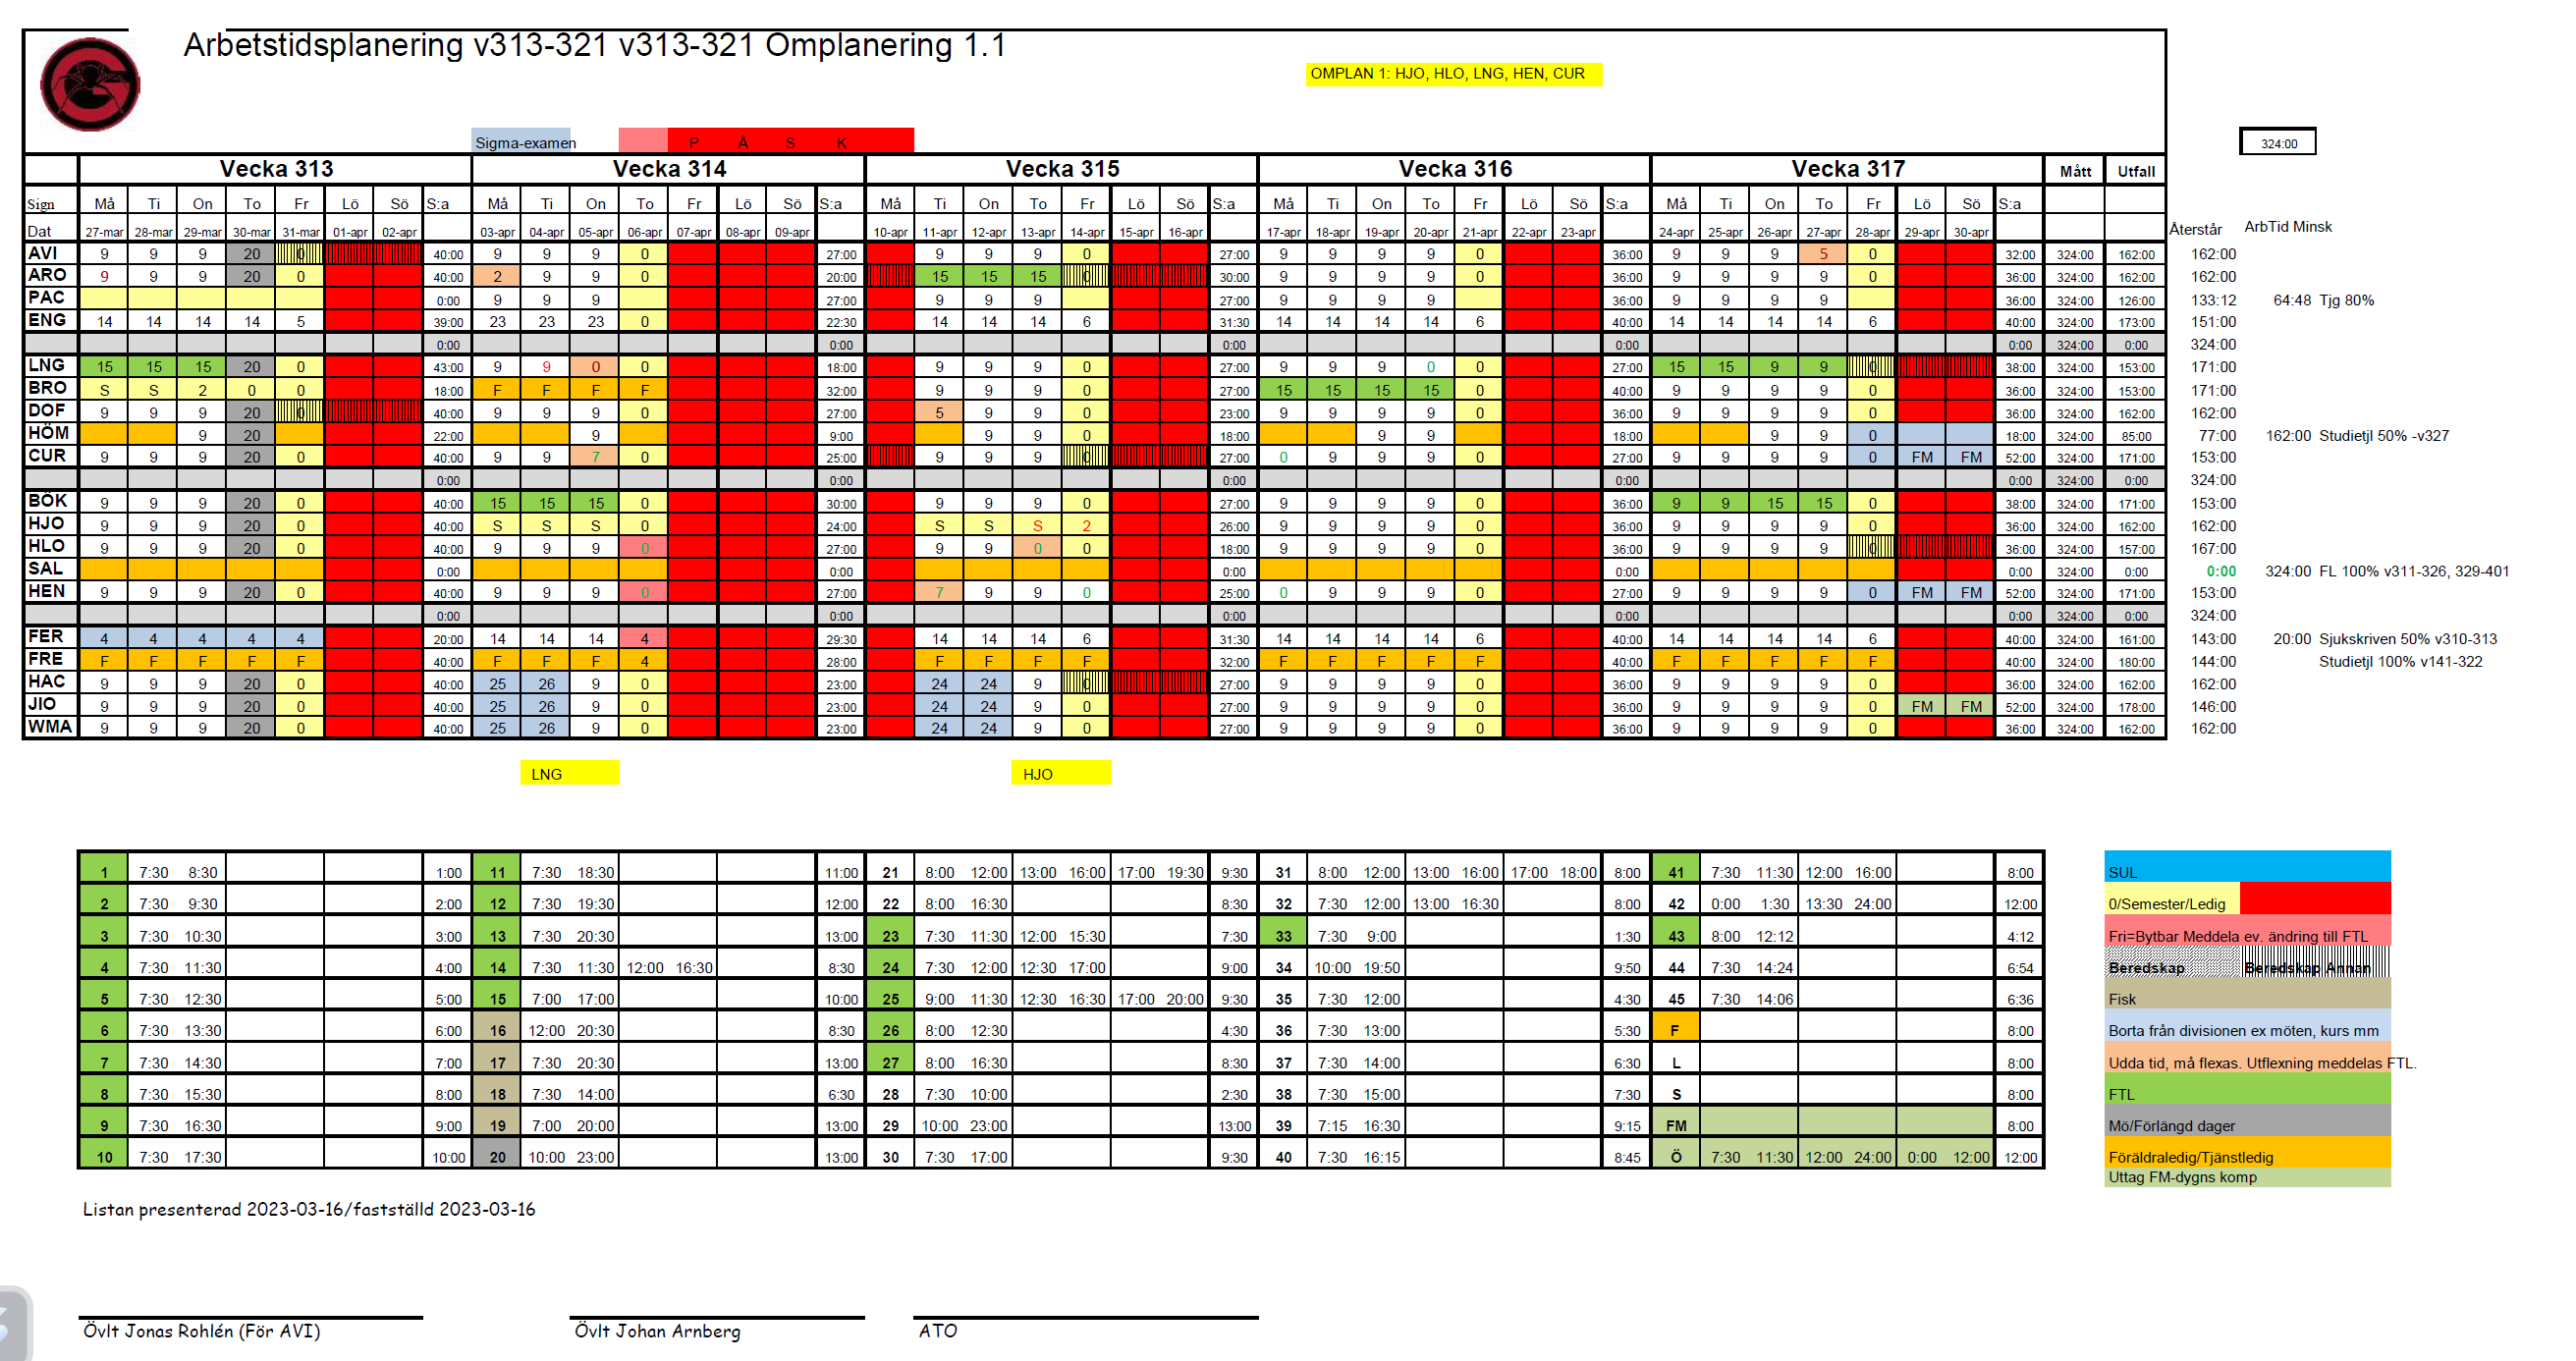 Arbetstidsplanering v313-321 v313-321 Omplanering 1.1
OMPLAN 1: HJO, HLO, LNG, HEN, CUR
Sigma-examen P Å S K 324:00
Vecka 313 Vecka 314 Vecka 315 Vecka 316 Vecka 317 Mått Utfall
Sign Må Ti On To Fr Lö Sö S:a Må Ti On To Fr Lö Sö S:a Må Ti On To Fr Lö Sö S:a Må Ti On To Fr Lö Sö S:a Må Ti On To Fr Lö Sö S:a
Dat 27-mar 28-mar 29-mar 30-mar 31-mar 01-apr 02-apr 03-apr 04-apr 05-apr 06-apr 07-apr 08-apr 09-apr 10-apr 11-apr 12-apr 13-apr 14-apr 15-apr 16-apr 17-apr 18-apr 19-apr 20-apr 21-apr 22-apr 23-apr 24-apr 25-apr 26-apr 27-apr 28-apr 29-apr 30-apr Återstår ArbTid Minsk
AVI 9 9 9 20 0 40:00 9 9 9 0 27:00 9 9 9 0 27:00 9 9 9 9 0 36:00 9 9 9 5 0 32:00 324:00 162:00 162:00
ARO 9 9 9 20 0 40:00 2 9 9 0 20:00 15 15 15 0 30:00 9 9 9 9 0 36:00 9 9 9 9 0 36:00 324:00 162:00 162:00
PAC 0:00 9 9 9 27:00 9 9 9 27:00 9 9 9 9 36:00 9 9 9 9 36:00 324:00 126:00 133:12 64:48 Tjg 80%
ENG 14 14 14 14 5 39:00 23 23 23 0 22:30 14 14 14 6 31:30 14 14 14 14 6 40:00 14 14 14 14 6 40:00 324:00 173:00 151:00
0:00 0:00 0:00 0:00 0:00 324:00 0:00 324:00
LNG 15 15 15 20 0 43:00 9 9 0 0 18:00 9 9 9 0 27:00 9 9 9 0 0 27:00 15 15 9 9 0 38:00 324:00 153:00 171:00
BRO S S 2 0 0 18:00 F F F F 32:00 9 9 9 0 27:00 15 15 15 15 0 40:00 9 9 9 9 0 36:00 324:00 153:00 171:00
DOF 9 9 9 20 0 40:00 9 9 9 0 27:00 5 9 9 0 23:00 9 9 9 9 0 36:00 9 9 9 9 0 36:00 324:00 162:00 162:00
HÖM 9 20 22:00 9 9:00 9 9 0 18:00 9 9 18:00 9 9 0 18:00 324:00 85:00 77:00 162:00 Studietjl 50% -v327
CUR 9 9 9 20 0 40:00 9 9 7 0 25:00 9 9 9 0 27:00 0 9 9 9 0 27:00 9 9 9 9 0 FM FM 52:00 324:00 171:00 153:00
0:00 0:00 0:00 0:00 0:00 324:00 0:00 324:00
BÖK 9 9 9 20 0 40:00 15 15 15 0 30:00 9 9 9 0 27:00 9 9 9 9 0 36:00 9 9 15 15 0 38:00 324:00 171:00 153:00
HJO 9 9 9 20 0 40:00 S S S 0 24:00 S S S 2 26:00 9 9 9 9 0 36:00 9 9 9 9 0 36:00 324:00 162:00 162:00
HLO 9 9 9 20 0 40:00 9 9 9 0 27:00 9 9 0 0 18:00 9 9 9 9 0 36:00 9 9 9 9 0 36:00 324:00 157:00 167:00
SAL 0:00 0:00 0:00 0:00 0:00 324:00 0:00 0:00 324:00 FL 100% v311-326, 329-401
HEN 9 9 9 20 0 40:00 9 9 9 0 27:00 7 9 9 0 25:00 0 9 9 9 0 27:00 9 9 9 9 0 FM FM 52:00 324:00 171:00 153:00
0:00 0:00 0:00 0:00 0:00 324:00 0:00 324:00
FER 4 4 4 4 4 20:00 14 14 14 4 29:30 14 14 14 6 31:30 14 14 14 14 6 40:00 14 14 14 14 6 40:00 324:00 161:00 143:00 20:00 Sjukskriven 50% v310-313
FRE F F F F F 40:00 F F F 4 28:00 F F F F 32:00 F F F F F 40:00 F F F F F 40:00 324:00 180:00 144:00 Studietjl 100% v141-322
HAC 9 9 9 20 0 40:00 25 26 9 0 23:00 24 24 9 0 27:00 9 9 9 9 0 36:00 9 9 9 9 0 36:00 324:00 162:00 162:00
JIO 9 9 9 20 0 40:00 25 26 9 0 23:00 24 24 9 0 27:00 9 9 9 9 0 36:00 9 9 9 9 0 FM FM 52:00 324:00 178:00 146:00
WMA 9 9 9 20 0 40:00 25 26 9 0 23:00 24 24 9 0 27:00 9 9 9 9 0 36:00 9 9 9 9 0 36:00 324:00 162:00 162:00
LNG HJO
1 7:30 8:30 1:00 11 7:30 18:30 11:00 21 8:00 12:00 13:00 16:00 17:00 19:30 9:30 31 8:00 12:00 13:00 16:00 17:00 18:00 8:00 41 7:30 11:30 12:00 16:00 8:00 SUL
2 7:30 9:30 2:00 12 7:30 19:30 12:00 22 8:00 16:30 8:30 32 7:30 12:00 13:00 16:30 8:00 42 0:00 1:30 13:30 24:00 12:00 0/Semester/Ledig
3 7:30 10:30 3:00 13 7:30 20:30 13:00 23 7:30 11:30 12:00 15:30 7:30 33 7:30 9:00 1:30 43 8:00 12:12 4:12 Fri=Bytbar Meddela ev. ändring till FTL
4 7:30 11:30 4:00 14 7:30 11:30 12:00 16:30 8:30 24 7:30 12:00 12:30 17:00 9:00 34 10:00 19:50 9:50 44 7:30 14:24 6:54 Beredskap Beredskap Annan
5 7:30 12:30 5:00 15 7:00 17:00 10:00 25 9:00 11:30 12:30 16:30 17:00 20:00 9:30 35 7:30 12:00 4:30 45 7:30 14:06 6:36 Fisk
6 7:30 13:30 6:00 16 12:00 20:30 8:30 26 8:00 12:30 4:30 36 7:30 13:00 5:30 F 8:00 Borta från divisionen ex möten, kurs mm
7 7:30 14:30 7:00 17 7:30 20:30 13:00 27 8:00 16:30 8:30 37 7:30 14:00 6:30 L 8:00 Udda tid, må flexas. Utflexning meddelas FTL.
8 7:30 15:30 8:00 18 7:30 14:00 6:30 28 7:30 10:00 2:30 38 7:30 15:00 7:30 S 8:00 FTL
9 7:30 16:30 9:00 19 7:00 20:00 13:00 29 10:00 23:00 13:00 39 7:15 16:30 9:15 FM 8:00 Mö/Förlängd dager
10 7:30 17:30 10:00 20 10:00 23:00 13:00 30 7:30 17:00 9:30 40 7:30 16:15 8:45 Ö 7:30 11:30 12:00 24:00 0:00 12:00 12:00 Föräldraledig/Tjänstledig
Uttag FM-dygns komp
Listan presenterad 2023-03-16/fastställd 2023-03-16
Övlt Jonas Rohlén (För AVI) Övlt Johan Arnberg ATO